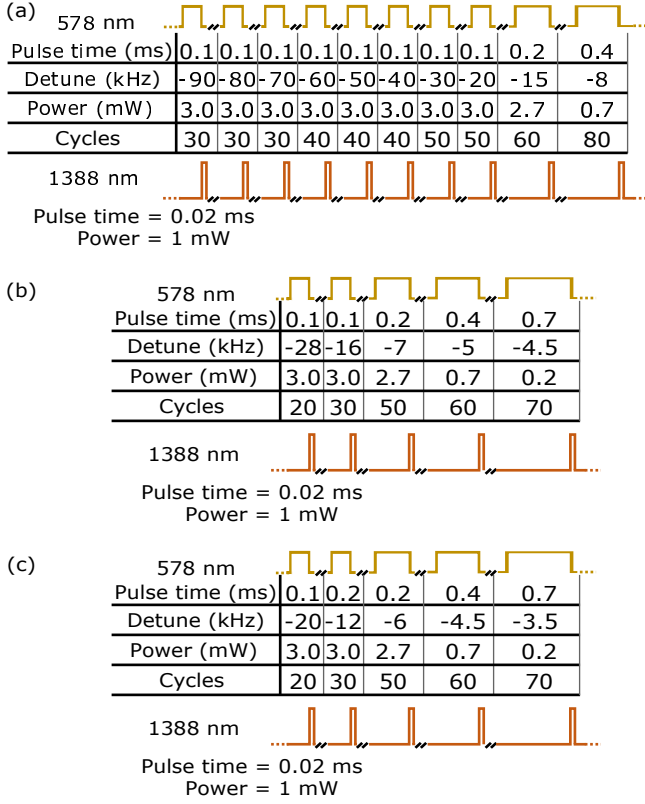 (a)
578 nm
Pulse time (ms) 0.1 0.1 0.1 0.1 0.1 0.1 0.1 0.1 0.2 0.4
Detune (kHz) -90 -80 -70 -60 -50 -40 -30 -20 -15 -8
Power (mW) 3.0 3.0 3.0 3.0 3.0 3.0 3.0 3.0 2.7 0.7
Cycles 30 30 30 40 40 40 50 50 60 80
1388 nm
Pulse time = 0.02 ms
Power = 1 mW
(b)
578 nm
Pulse time (ms) 0.1 0.1 0.2 0.4 0.7
Detune (kHz) -28 -16 -7 -5 -4.5
Power (mW) 3.0 3.0 2.7 0.7 0.2
Cycles 20 30 50 60 70
1388 nm
Pulse time = 0.02 ms
Power = 1 mW
(c)
578 nm
Pulse time (ms) 0.1 0.2 0.2 0.4 0.7
Detune (kHz) -20 -12 -6 -4.5 -3.5
Power (mW) 3.0 3.0 2.7 0.7 0.2
Cycles 20 30 50 60 70
1388 nm
Pulse time = 0.02 ms
Power = 1 mW